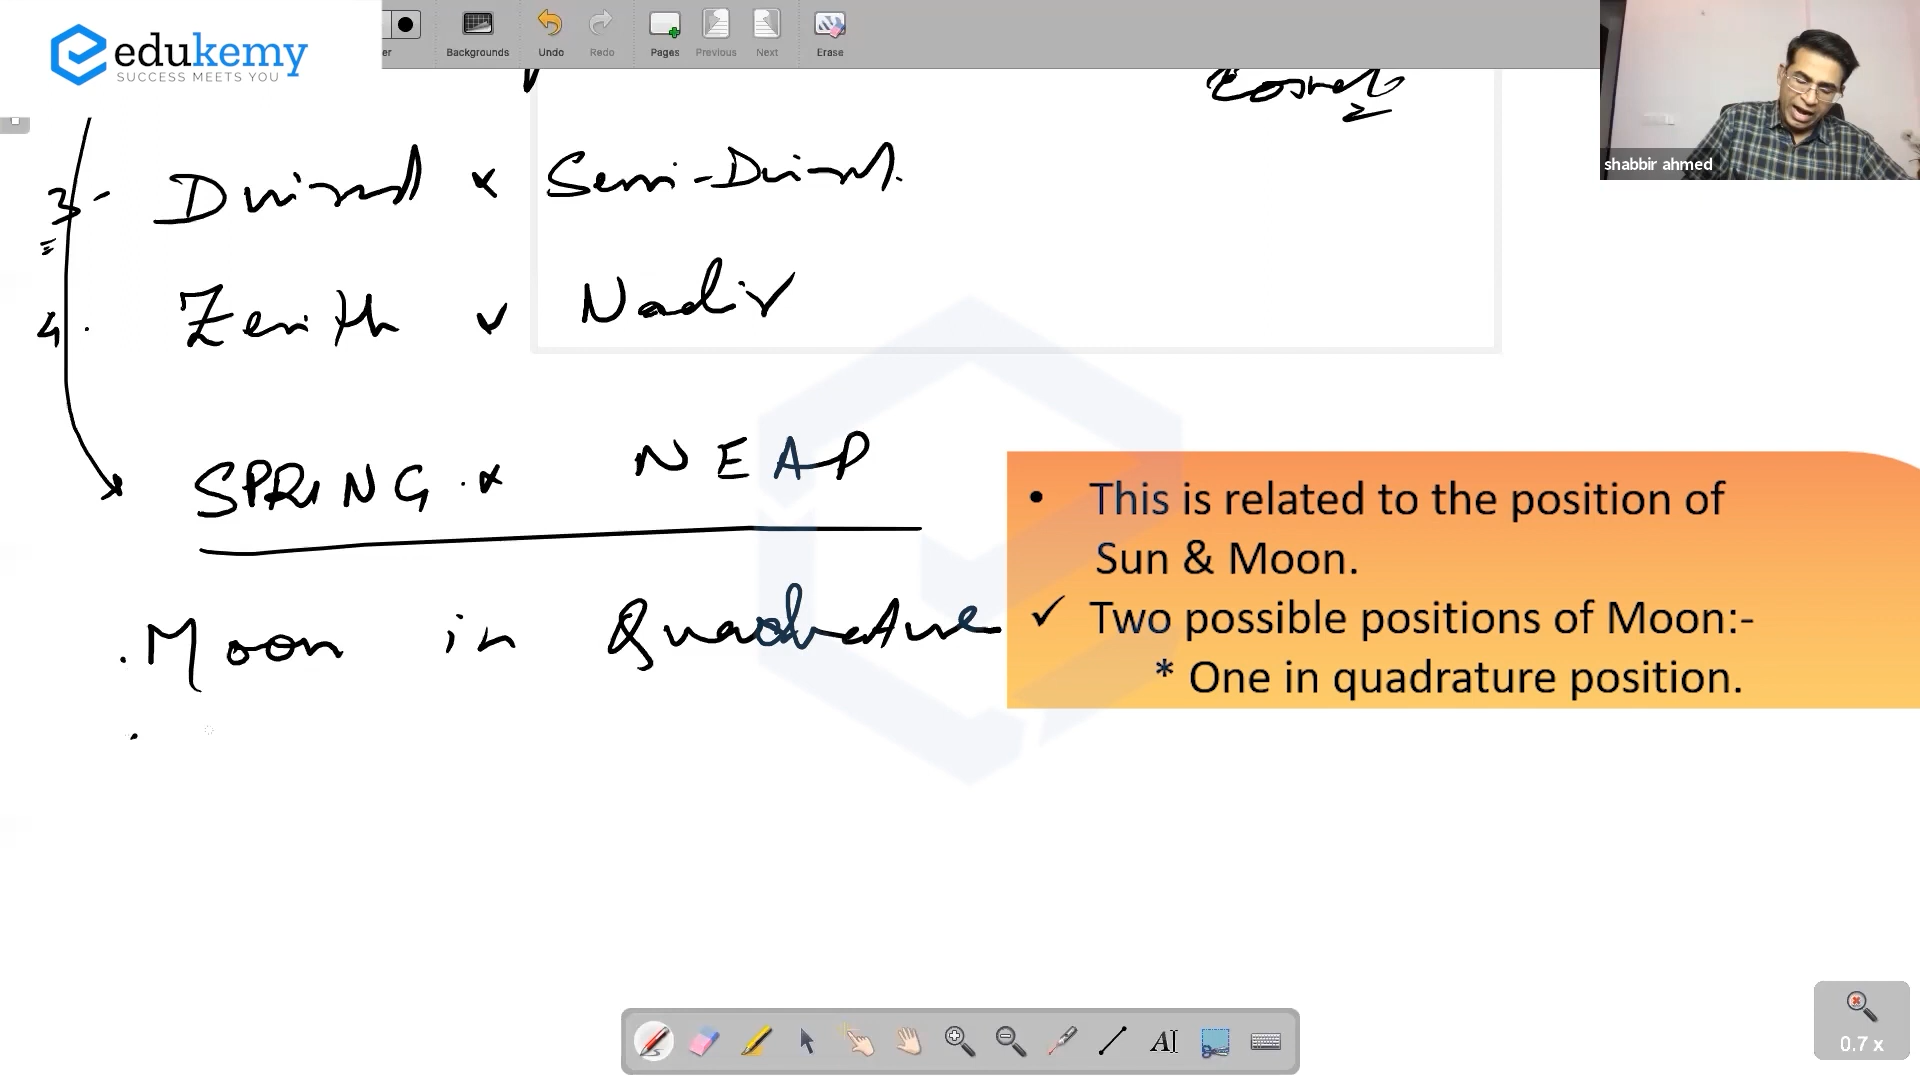 edukemy
SUCCESS MEETS YOU
er
Backgrounds
Undo
Redo
Pages
Previous
Next
Erase
shabbir ahmed
3-
Semi-
4. Zenith × Nadir
SPRING × NEAP
. Moon in Quadrature
• This is related to the position of
Sun & Moon.
✓ Two possible positions of Moon:-
* One in quadrature position.
0.7 x